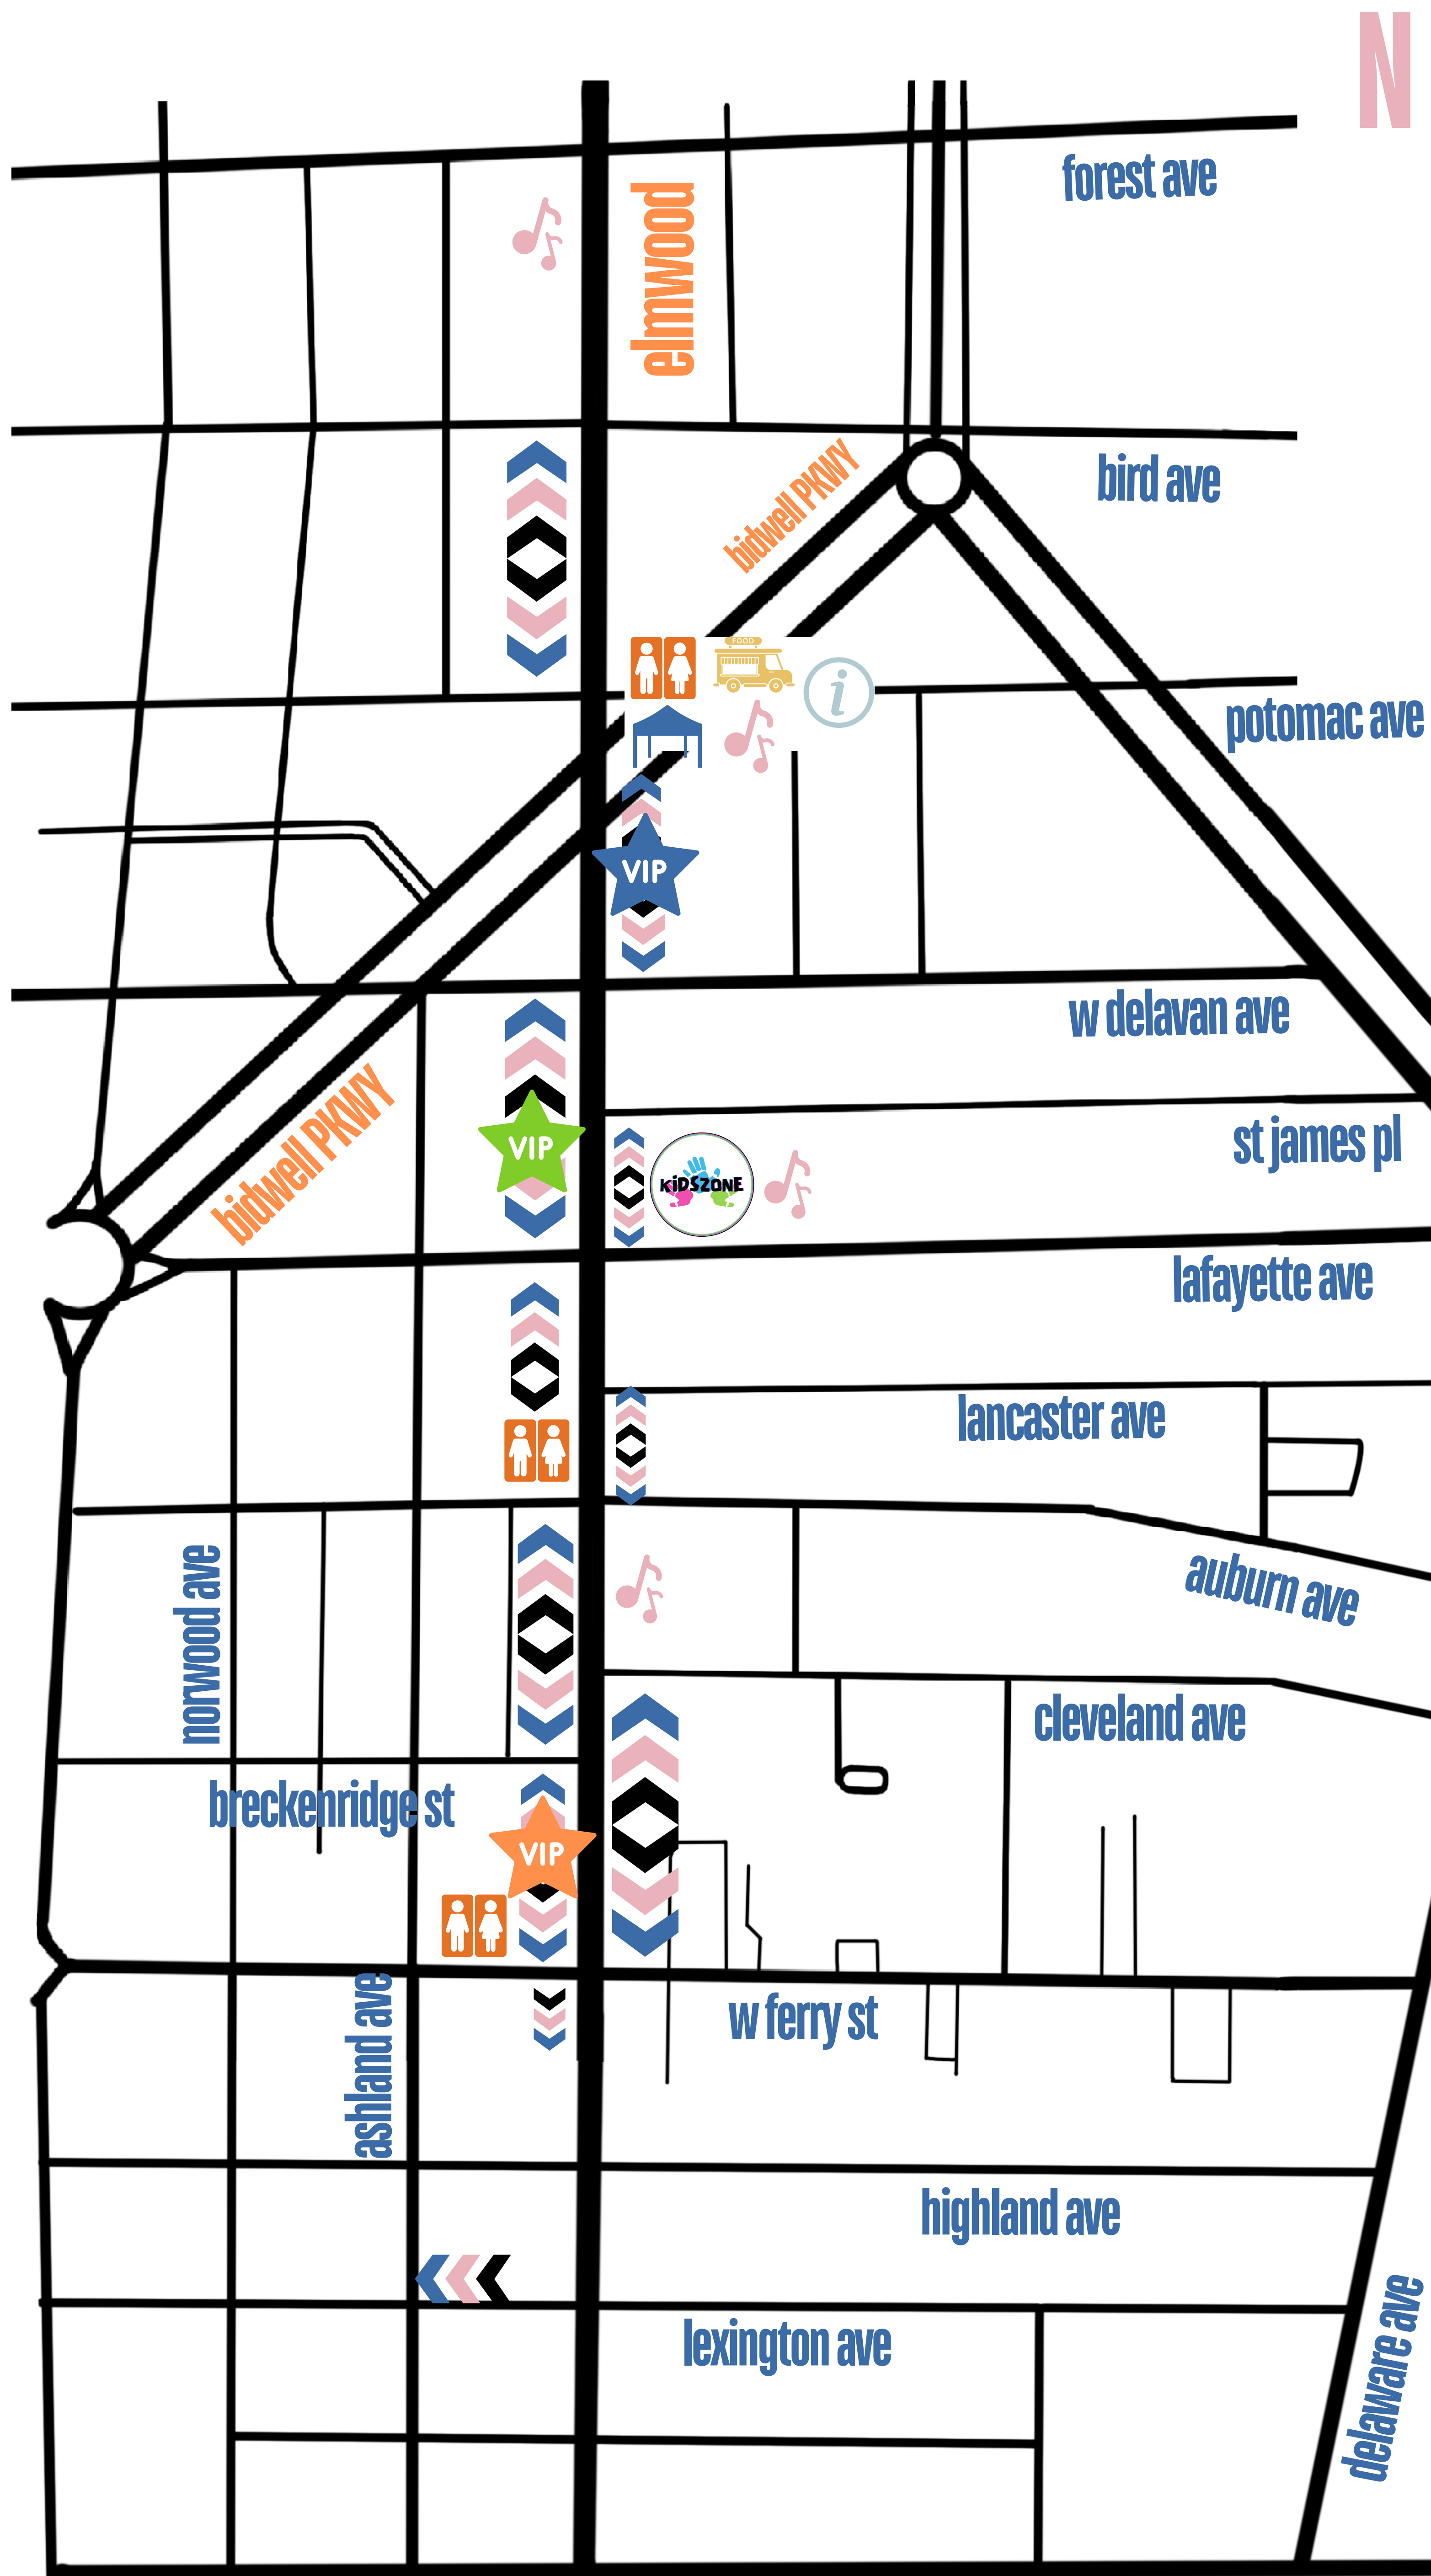 N
forest ave
elmwood
bird ave
bidwell PKWY
FOOD
i
potomac ave
VIP
w delavan ave
bidwell PKWY
VIP
st james pl
KiDSZONE
lafayette ave
lancaster ave
auburn ave
norwood ave
cleveland ave
breckenridge st
VIP
w ferry st
ashland ave
highland ave
lexington ave
delaware ave